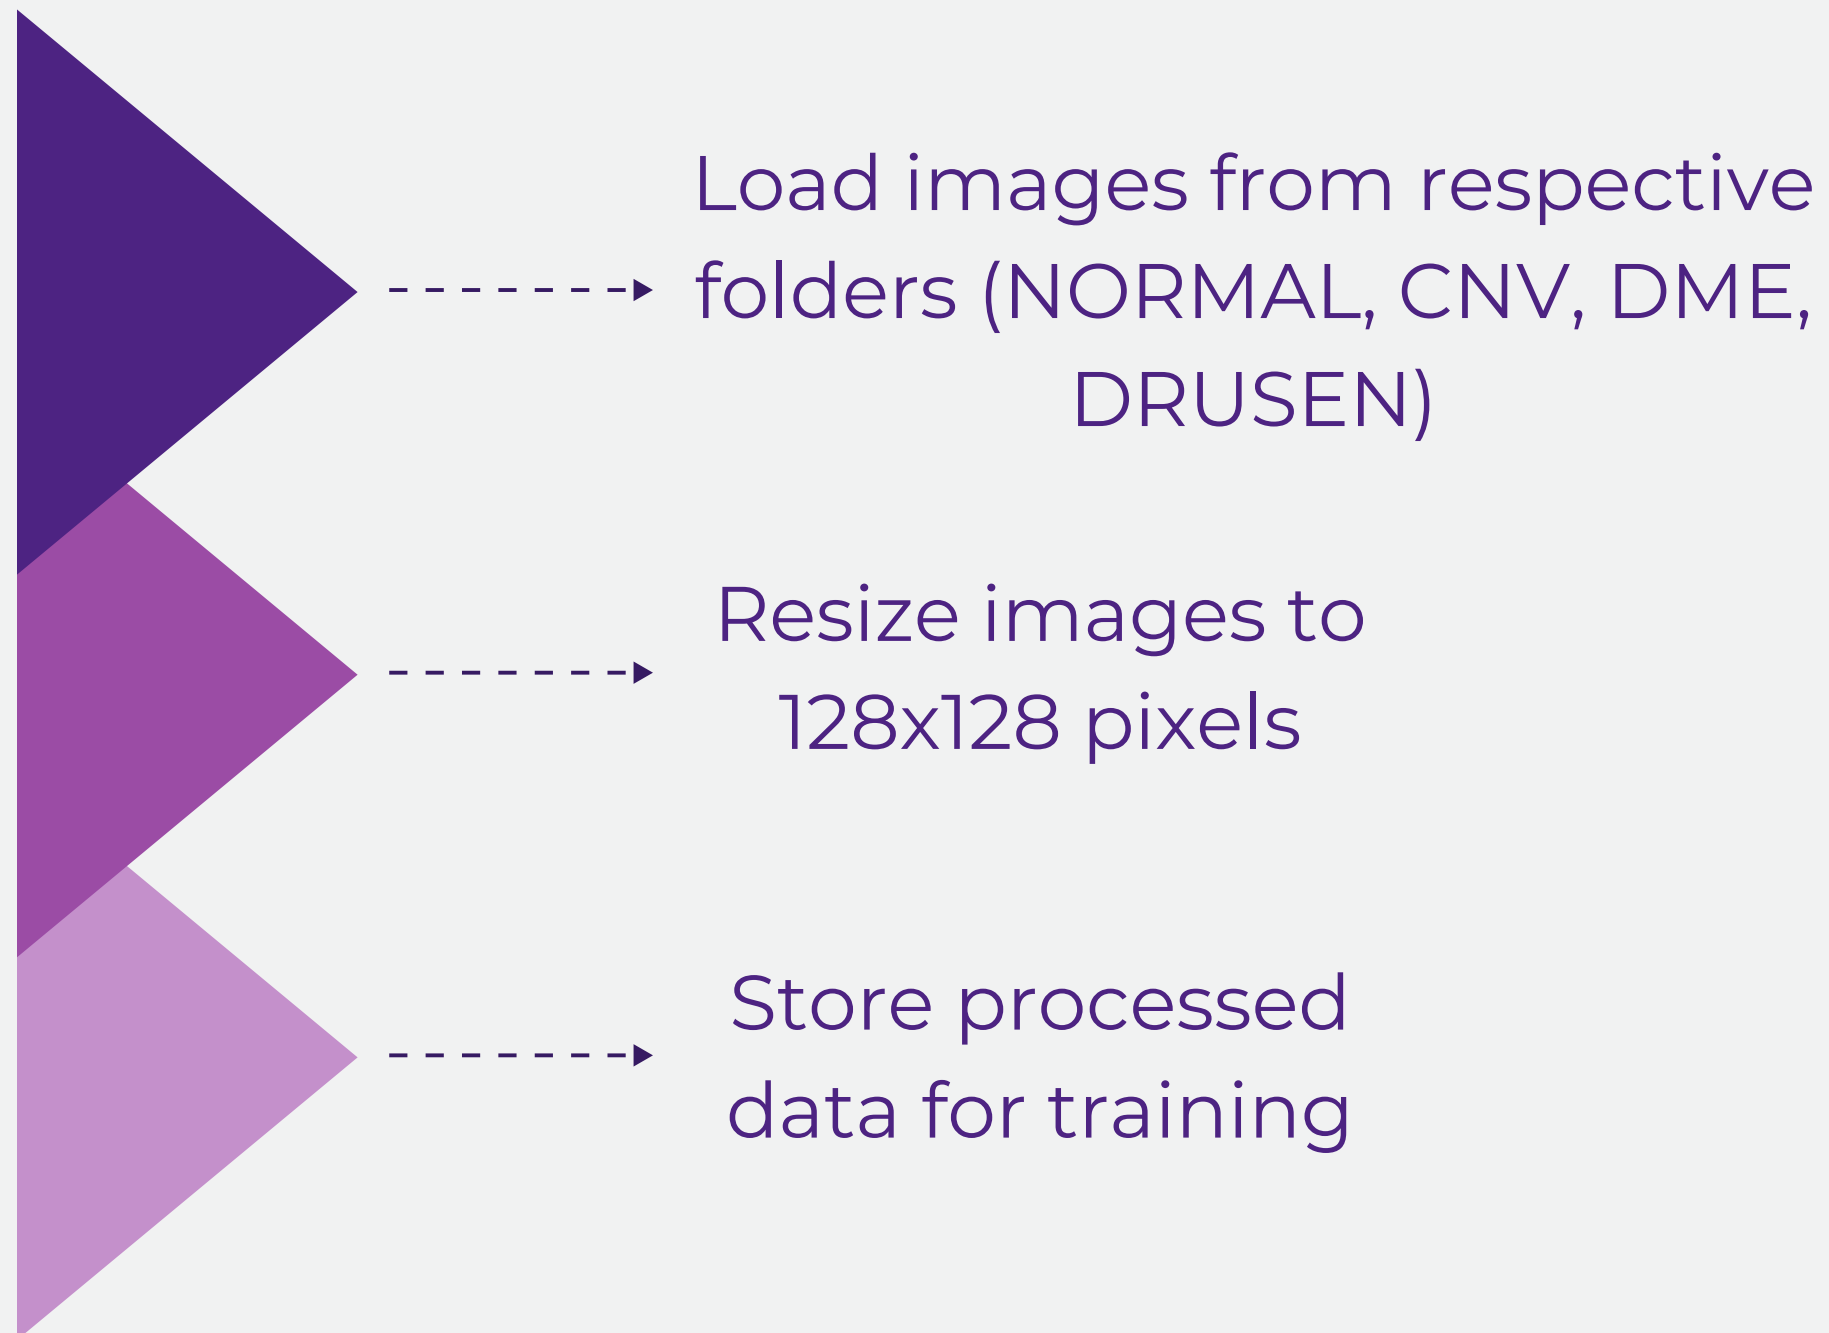 Load images from respective
folders (NORMAL, CNV, DME,
DRUSEN)
Resize images to
128x128 pixels
Store processed
data for training